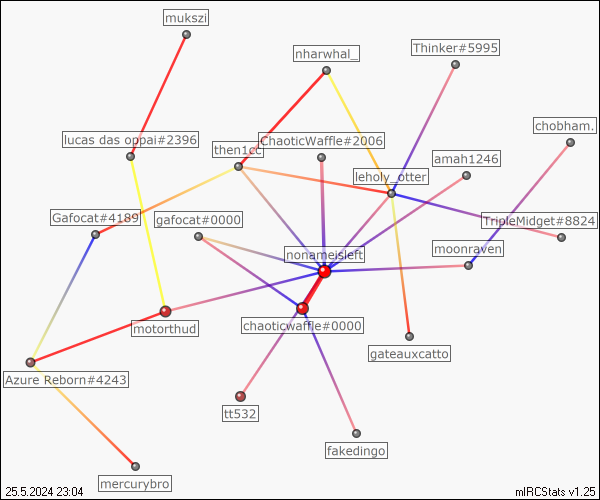 mukszi
Thinker#5995
nharwhal_
chobham.
lucas das oppai#2396
ChaoticWaffle#2006
then1cc
amah1246
leholy_otter
Gafocat#4189
gafocat#0000
TripleMidget#8824
nonameisleft
moonraven
motorthud
chaoticwaffle#0000
gateauxcatto
Azure Reborn#4243
tt532
fakedingo
mercurybro
25.5.2024 23:04
mIRCStats v1.25